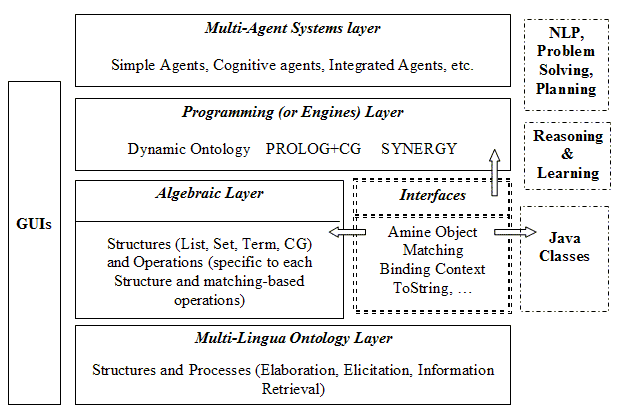 Multi-Agent Systems layer
Simple Agents, Cognitive agents, Integrated Agents, etc.
NLP,
Problem
Solving,
Planning
Programming (or Engines) Layer
Dynamic Ontology PROLOG+CG SYNERGY
Reasoning
&
Learning
GUIs
Algebraic Layer
Structures (List, Set, Term, CG)
and Operations (specific to each
Structure and matching-based
operations)
Interfaces
Amine Object
Matching
Binding Context
ToString, …
Java
Classes
Multi-Lingua Ontology Layer
Structures and Processes (Elaboration, Elicitation, Information
Retrieval)